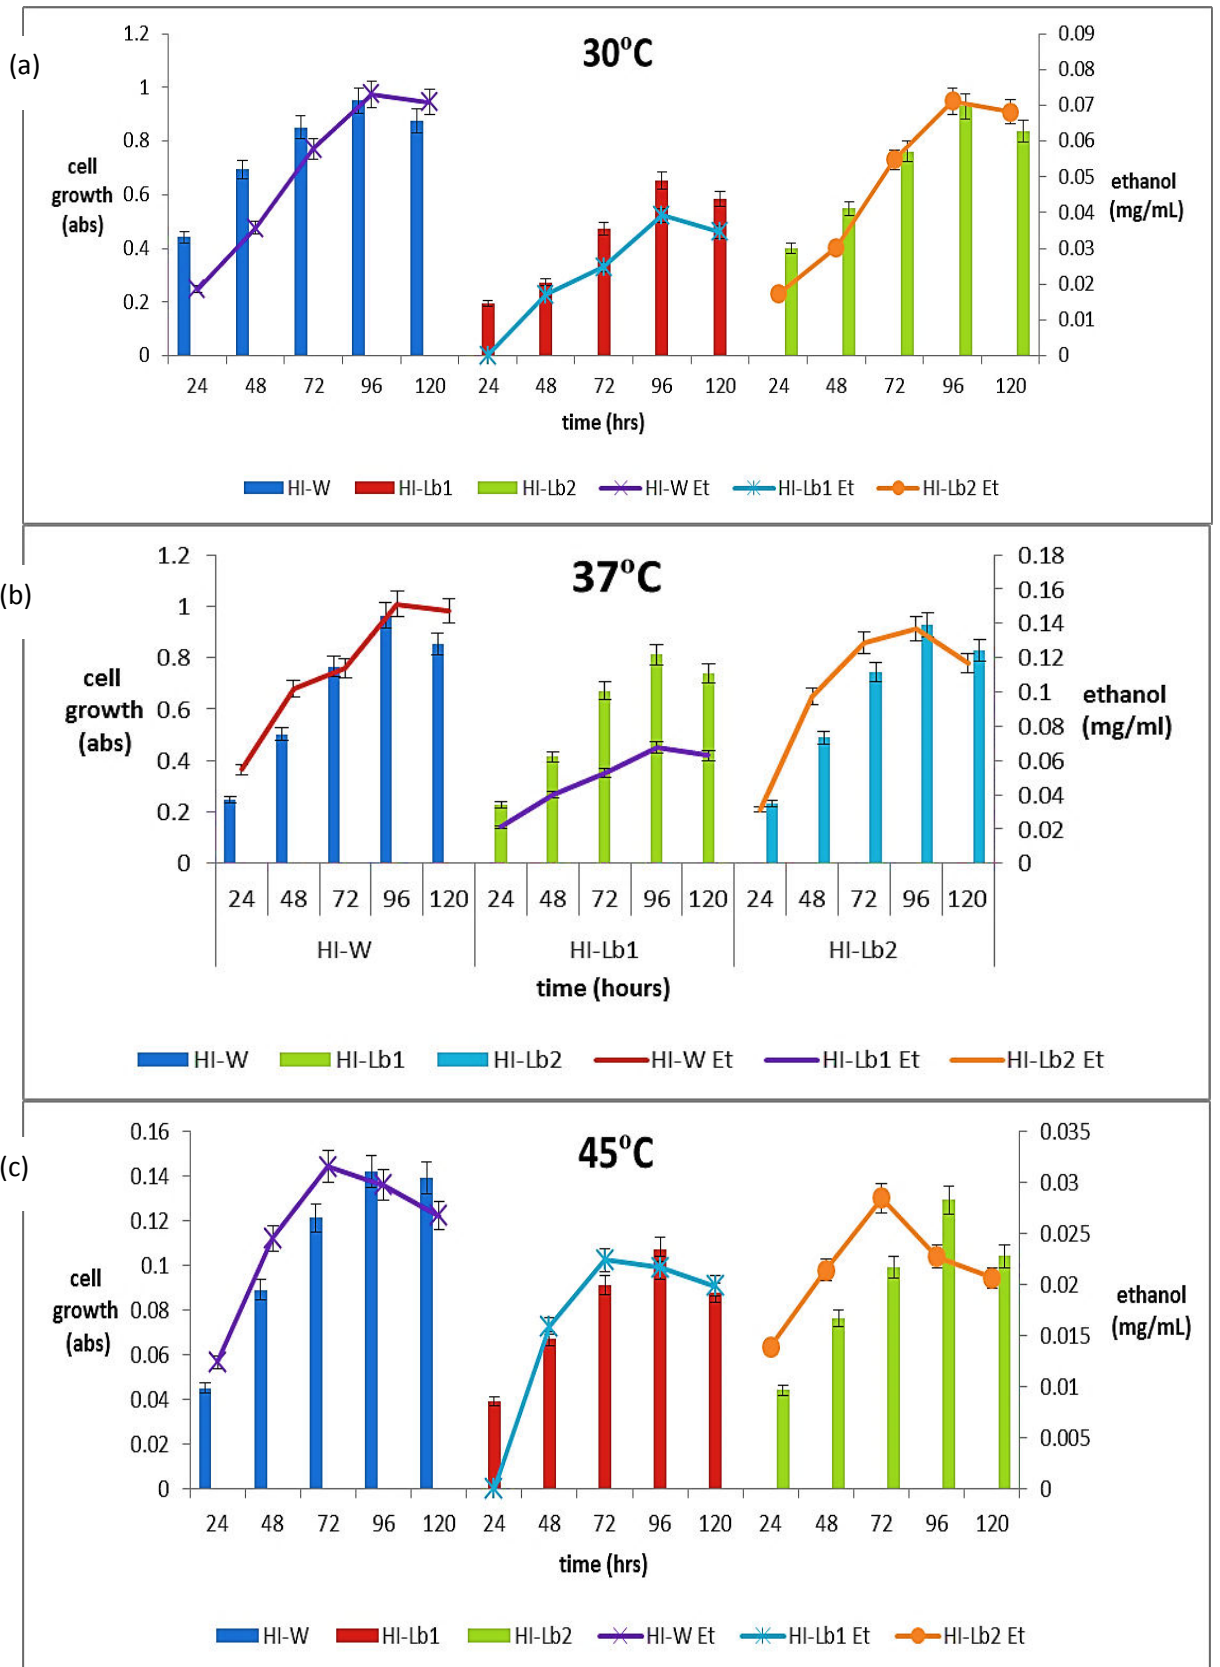 (a)
30°C
1.2
1
0.8
0.6
0.4
0.2
0
cell
growth
(abs)
0.09
0.08
0.07
0.06
0.05
0.04
0.03
0.02
0.01
0
ethanol
(mg/mL)
24 48 72 96 120 24 48 72 96 120 24 48 72 96 120
time (hrs)
HI-W HI-Lb1 HI-Lb2 HI-W Et HI-Lb1 Et HI-Lb2 Et
(b)
37°C
1.2
1
0.8
0.6
0.4
0.2
0
cell
growth
(abs)
0.18
0.16
0.14
0.12
0.1
0.08
0.06
0.04
0.02
0
ethanol
(mg/ml)
24 48 72 96 120 24 48 72 96 120 24 48 72 96 120
HI-W HI-Lb1 HI-Lb2
time (hours)
HI-W HI-Lb1 HI-Lb2 HI-W Et HI-Lb1 Et HI-Lb2 Et
(c)
45°C
0.16
0.14
0.12
0.1
0.08
0.06
0.04
0.02
0
cell
growth
(abs)
0.035
0.03
0.025
0.02
0.015
0.01
0.005
0
ethanol
(mg/mL)
24 48 72 96 120 24 48 72 96 120 24 48 72 96 120
time (hrs)
HI-W HI-Lb1 HI-Lb2 HI-W Et HI-Lb1 Et HI-Lb2 Et